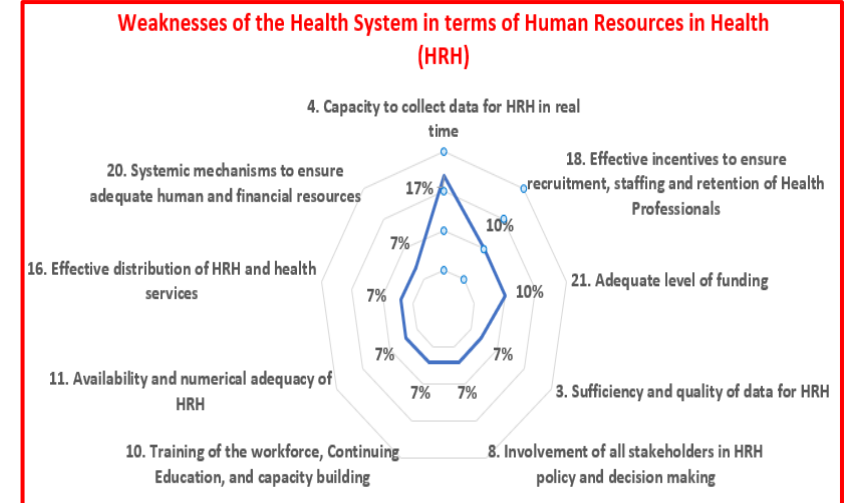 Weaknesses of the Health System in terms of Human Resources in Health
(HRH)
4. Capacity to collect data for HRH in real
time
18. Effective incentives to ensure
recruitment, staffing and retention of Health
Professionals
21. Adequate level of funding
3. Sufficiency and quality of data for HRH
8. Involvement of all stakeholders in HRH
policy and decision making
10. Training of the workforce, Continuing
Education, and capacity building
11. Availability and numerical adequacy of
HRH
16. Effective distribution of HRH and health
services
20. Systemic mechanisms to ensure
adequate human and financial resources
17%
10%
10%
7%
7%
7%
7%
7%
7%